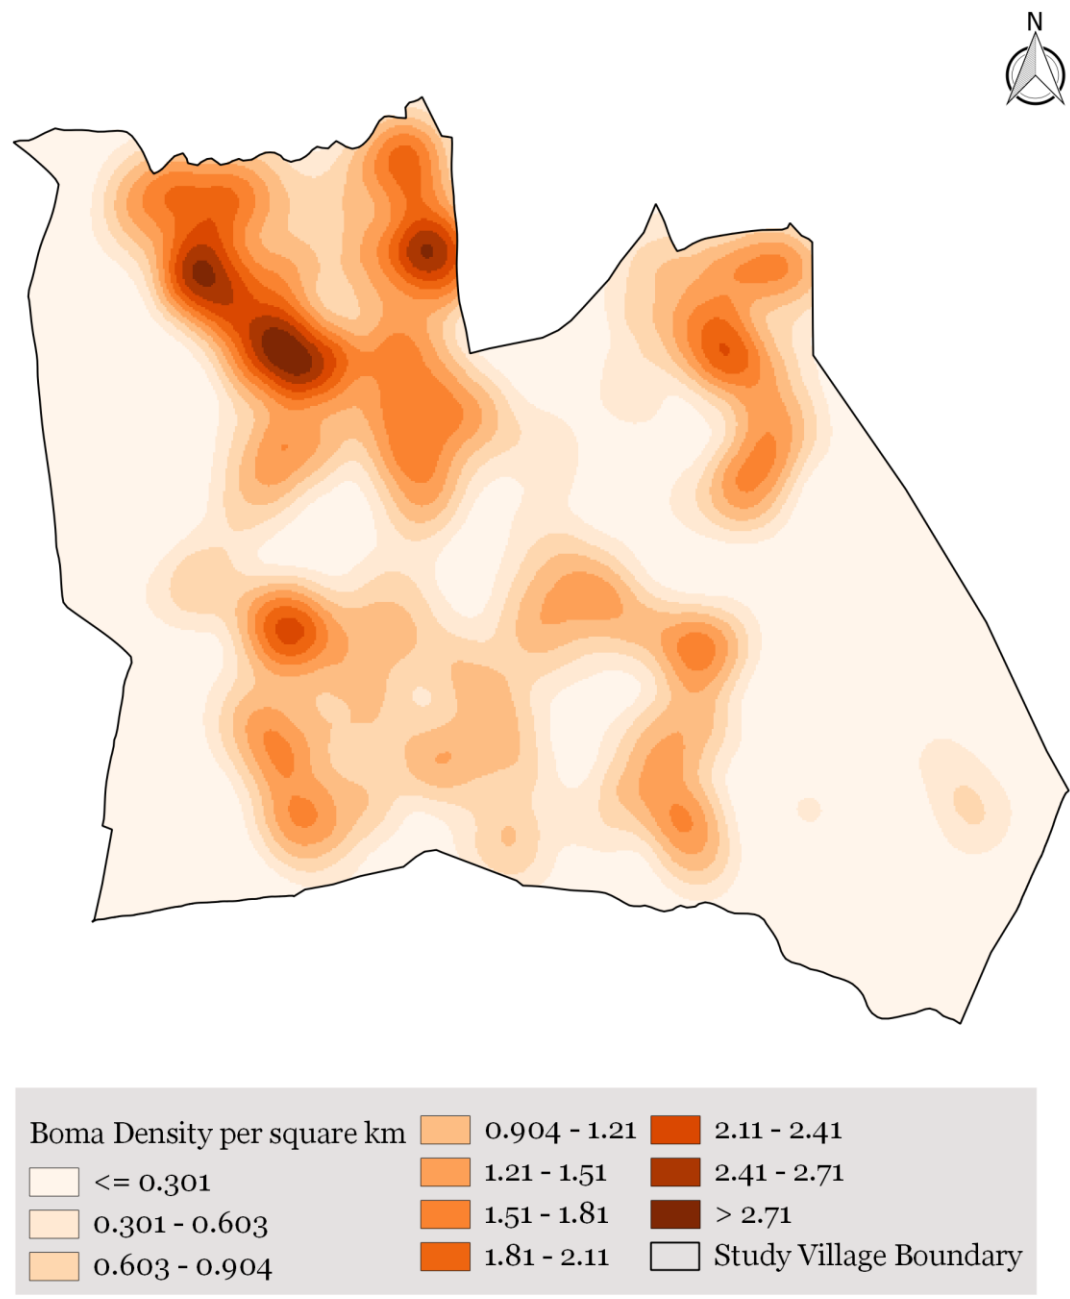 N
Boma Density per square km
<= 0.301
0.301 - 0.603
0.603 - 0.904
0.904 - 1.21
1.21 - 1.51
1.51 - 1.81
1.81 - 2.11
2.11 - 2.41
2.41 - 2.71
> 2.71
Study Village Boundary